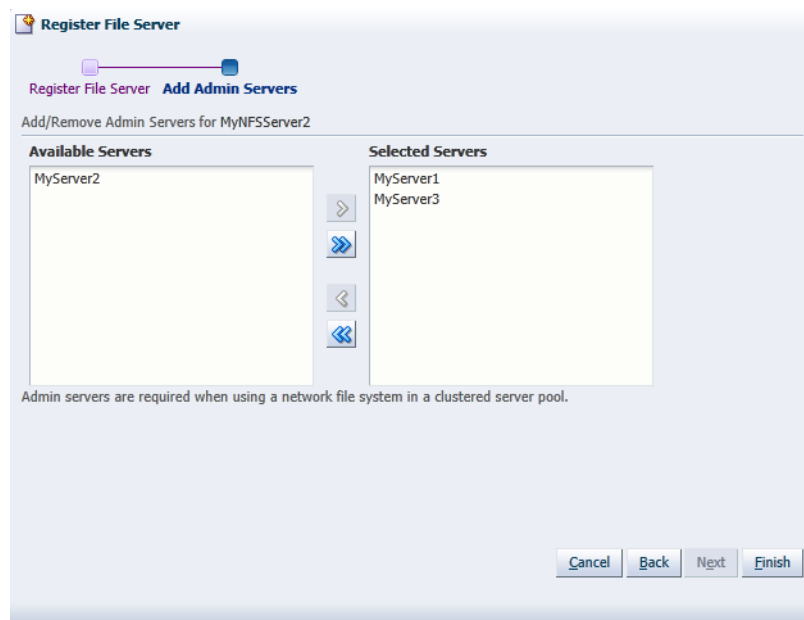 Register File Server
Register File Server Add Admin Servers
Add/Remove Admin Servers for MyNFSServer2
Available Servers Selected Servers
MyServer2 MyServer1
MyServer3
Admin servers are required when using a network file system in a clustered server pool.
Cancel Back Next Finish